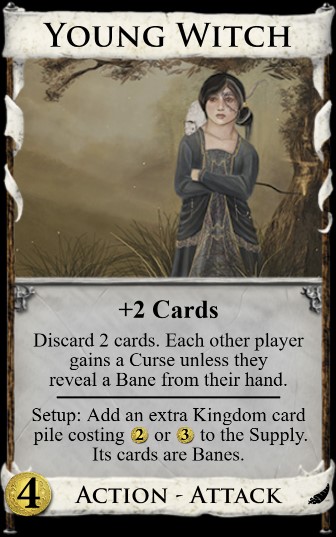 YOUNG WITCH
+2 Cards
Discard 2 cards. Each other player
gains a Curse unless they
reveal a Bane from their hand.
Setup: Add an extra Kingdom card
pile costing 2 or 3 to the Supply.
Its cards are Banes.
4 ACTION - ATTACK